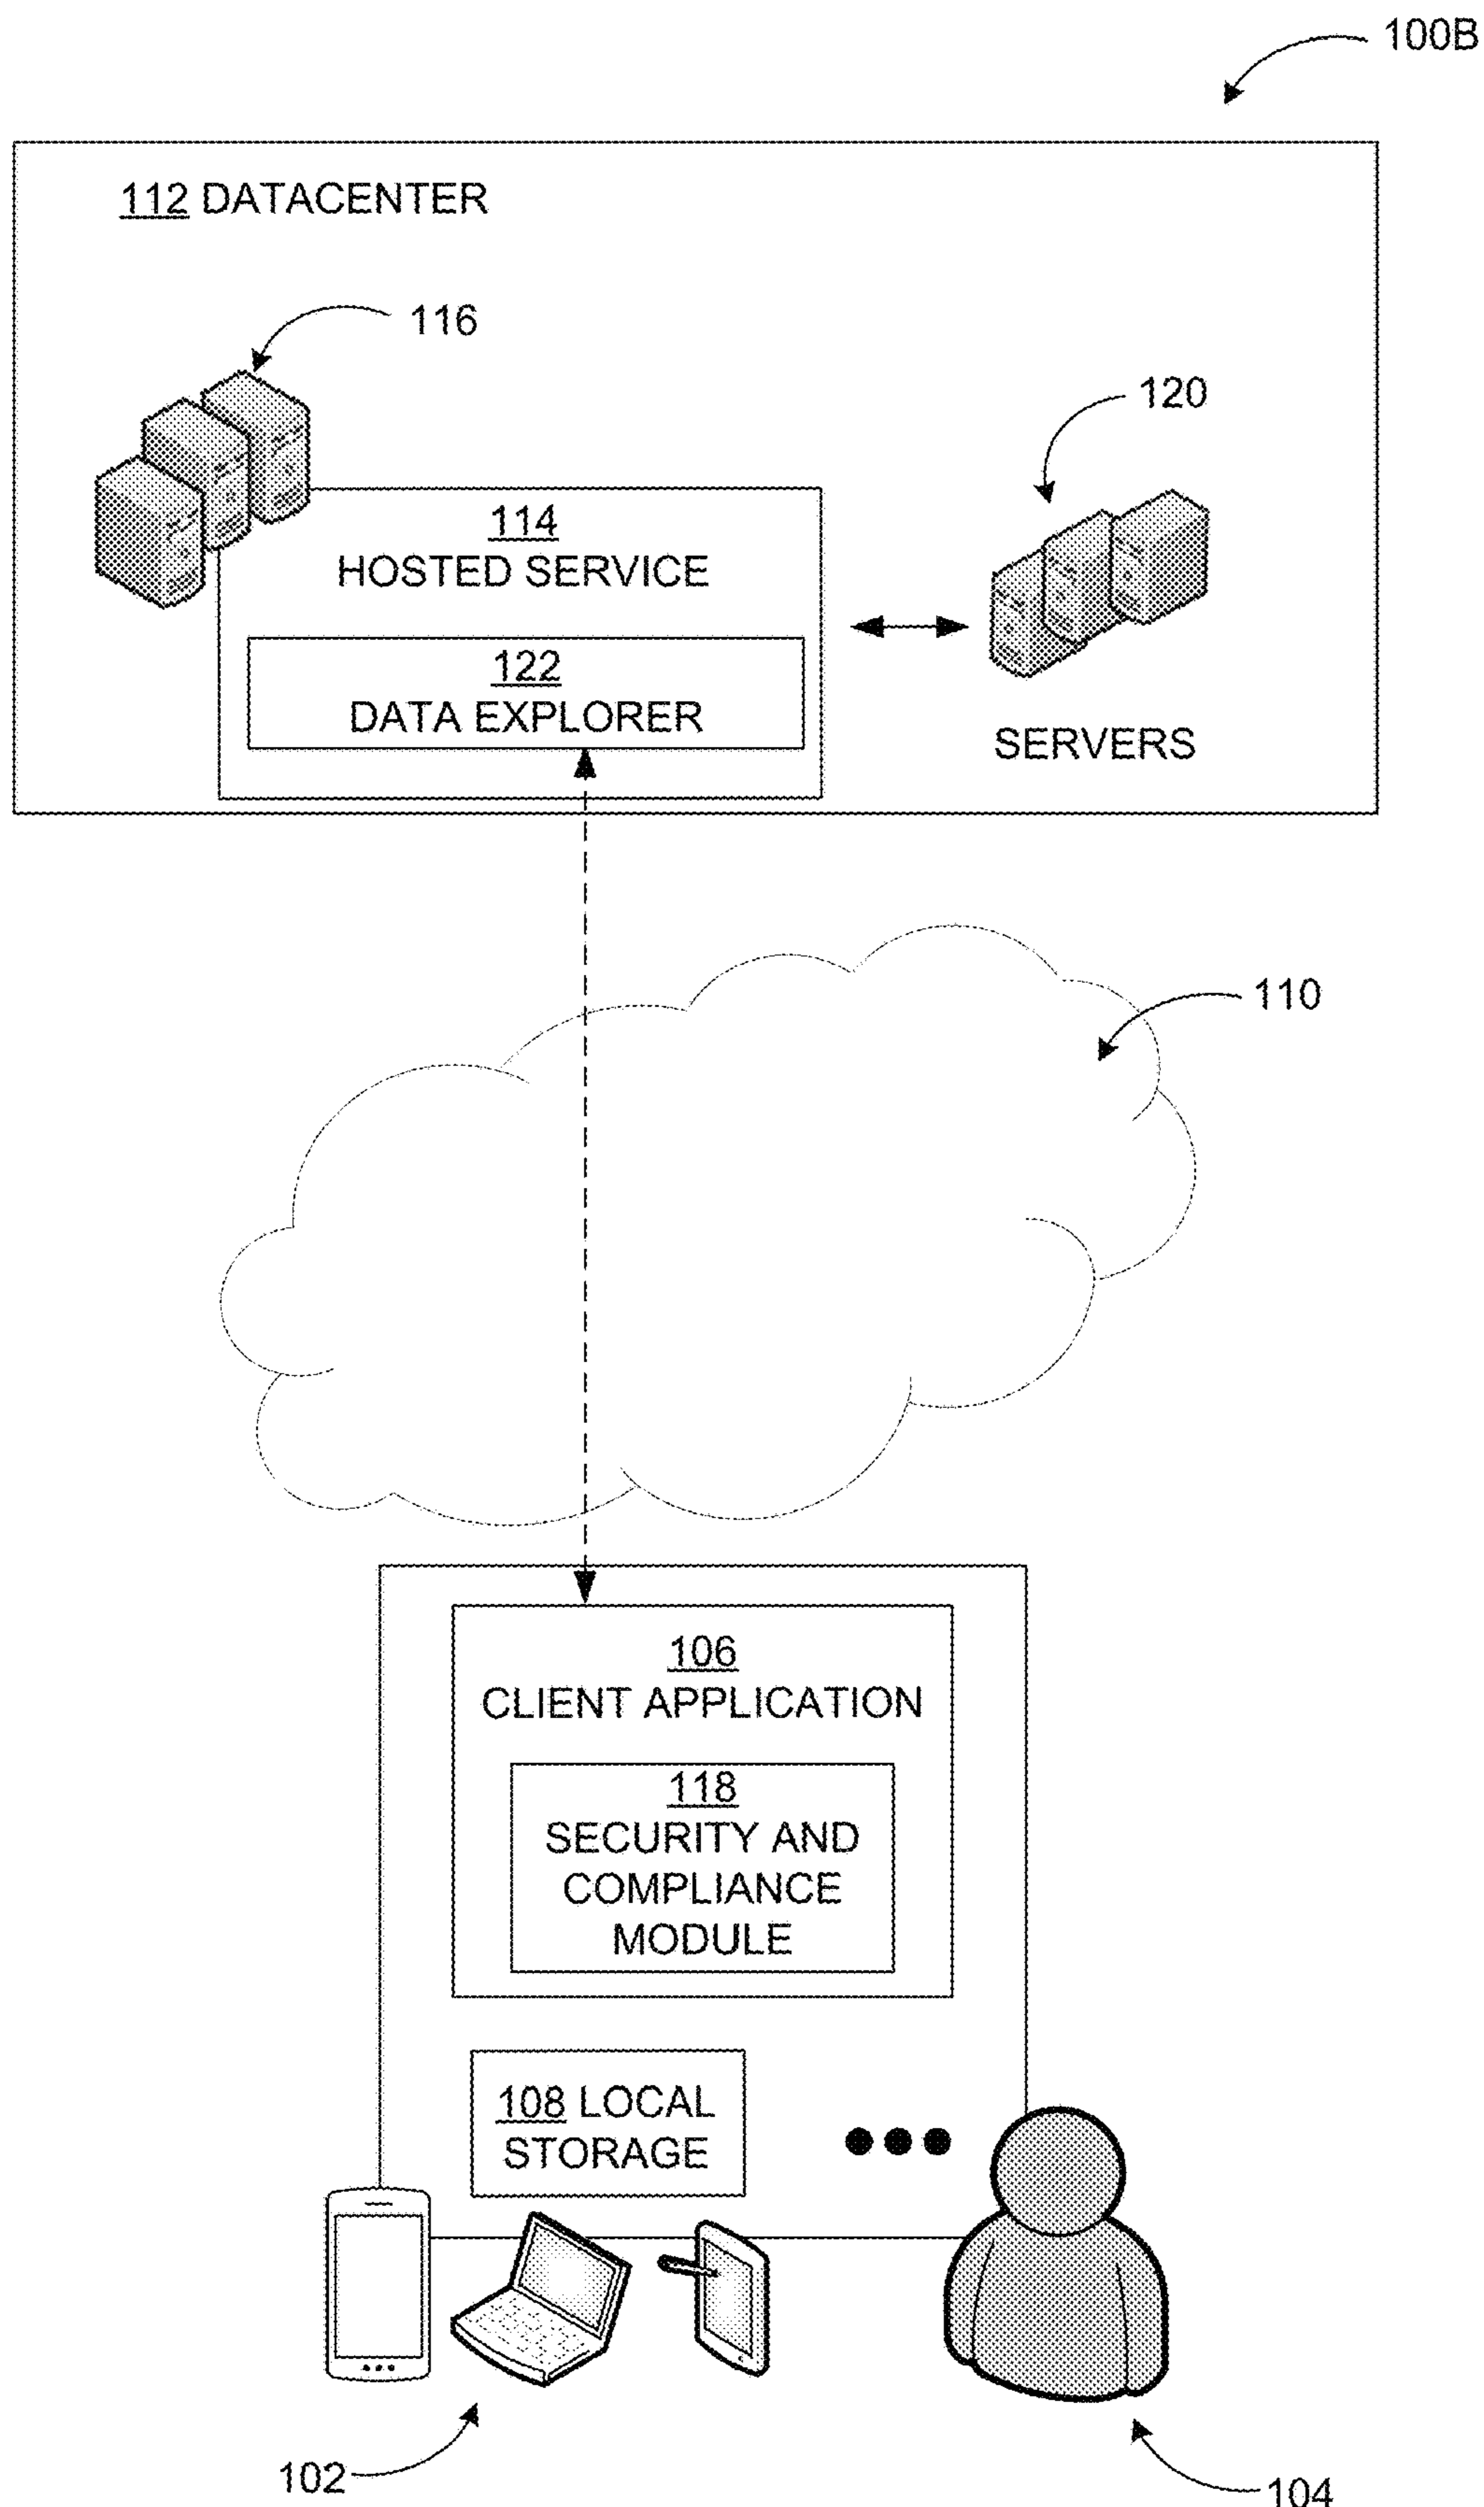 100B
112 DATACENTER
116
120
114
HOSTED SERVICE
122
DATA EXPLORER
SERVERS
110
106
CLIENT APPLICATION
118
SECURITY AND
COMPLIANCE
MODULE
108 LOCAL
STORAGE
102
104